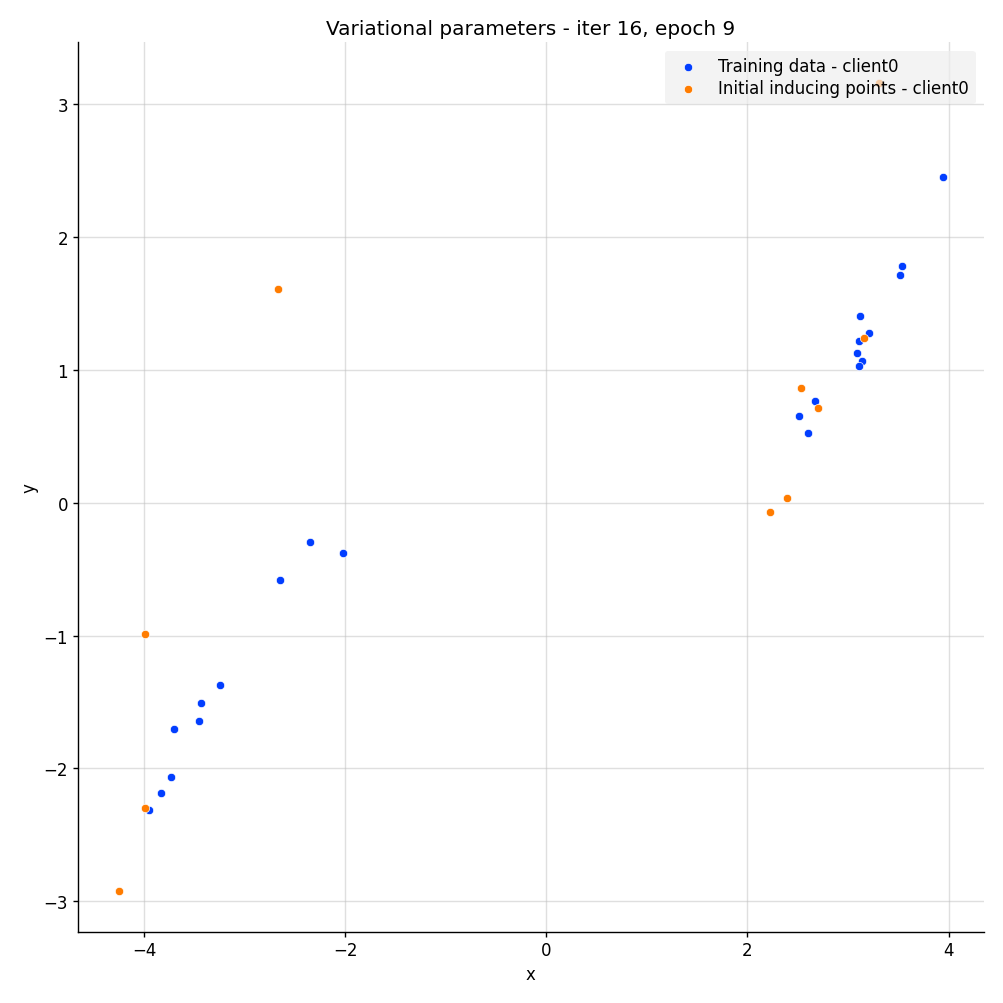 Variational parameters - iter 16, epoch 9
Training data - client0
Initial inducing points - client0
3
2
1
0
−1
−2
−3
y
−4 −2 0 2 4
x